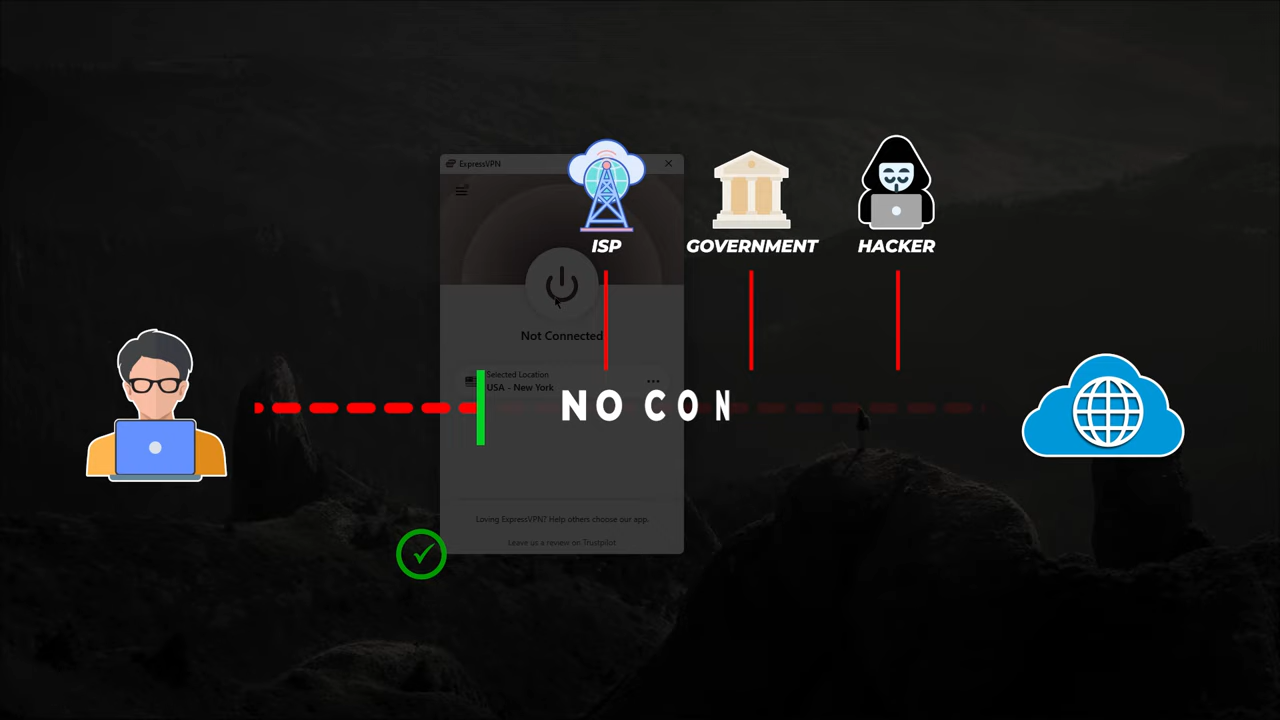 ExpressVPN
ISP
GOVERNMENT
HACKER
Not Connected
Selected Location
USA - New York
NO CON
Loving ExpressVPN? Help others choose our app.
Leave us a review on Trustpilot